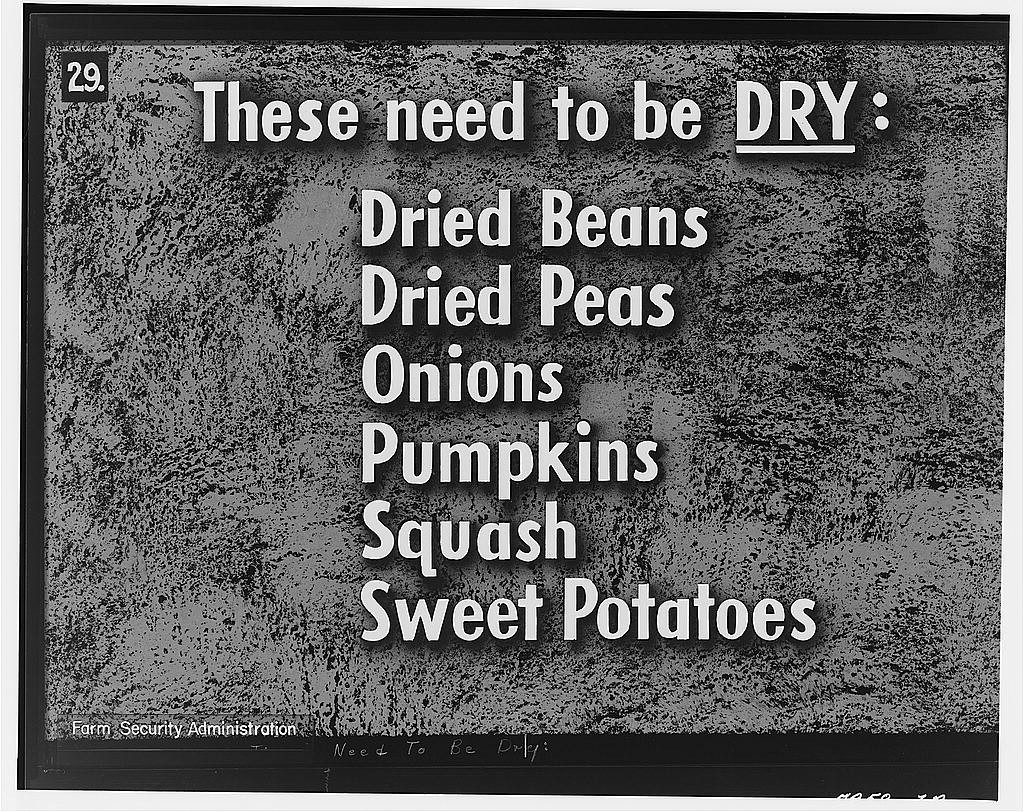 29.
These need to be DRY:
Dried Beans
Dried Peas
Onions
Pumpkins
Squash
Sweet Potatoes
Farm Security Administration
Need To Be Dry: